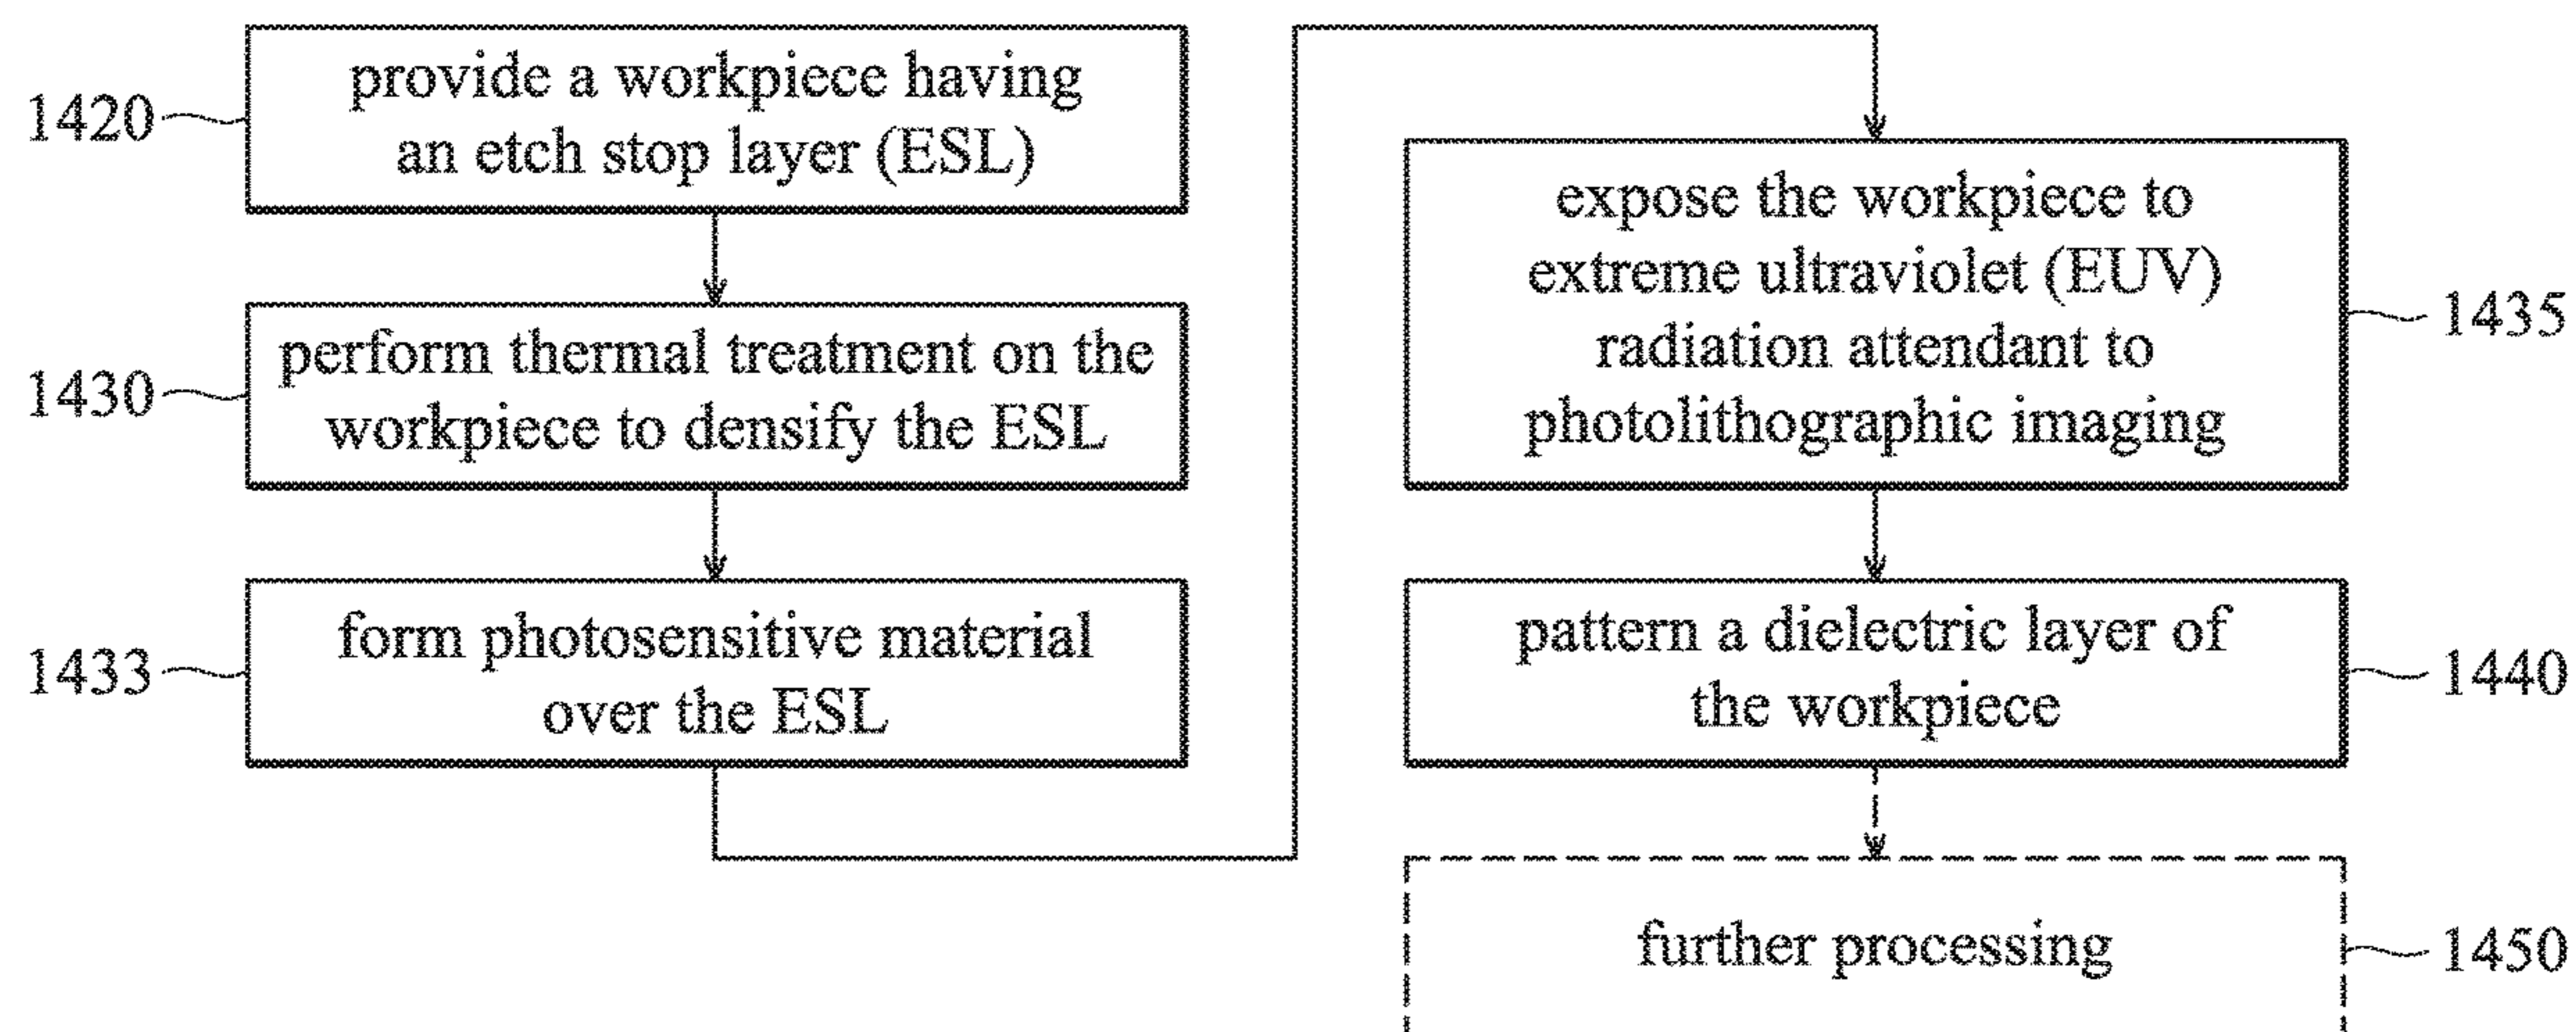 1420
provide a workpiece having
an etch stop layer (ESL)
1430
perform thermal treatment on the
workpiece to densify the ESL
1433
form photosensitive material
over the ESL
expose the workpiece to
extreme ultraviolet (EUV)
radiation attendant to
photolithographic imaging
1435
pattern a dielectric layer of
the workpiece
1440
further processing
1450